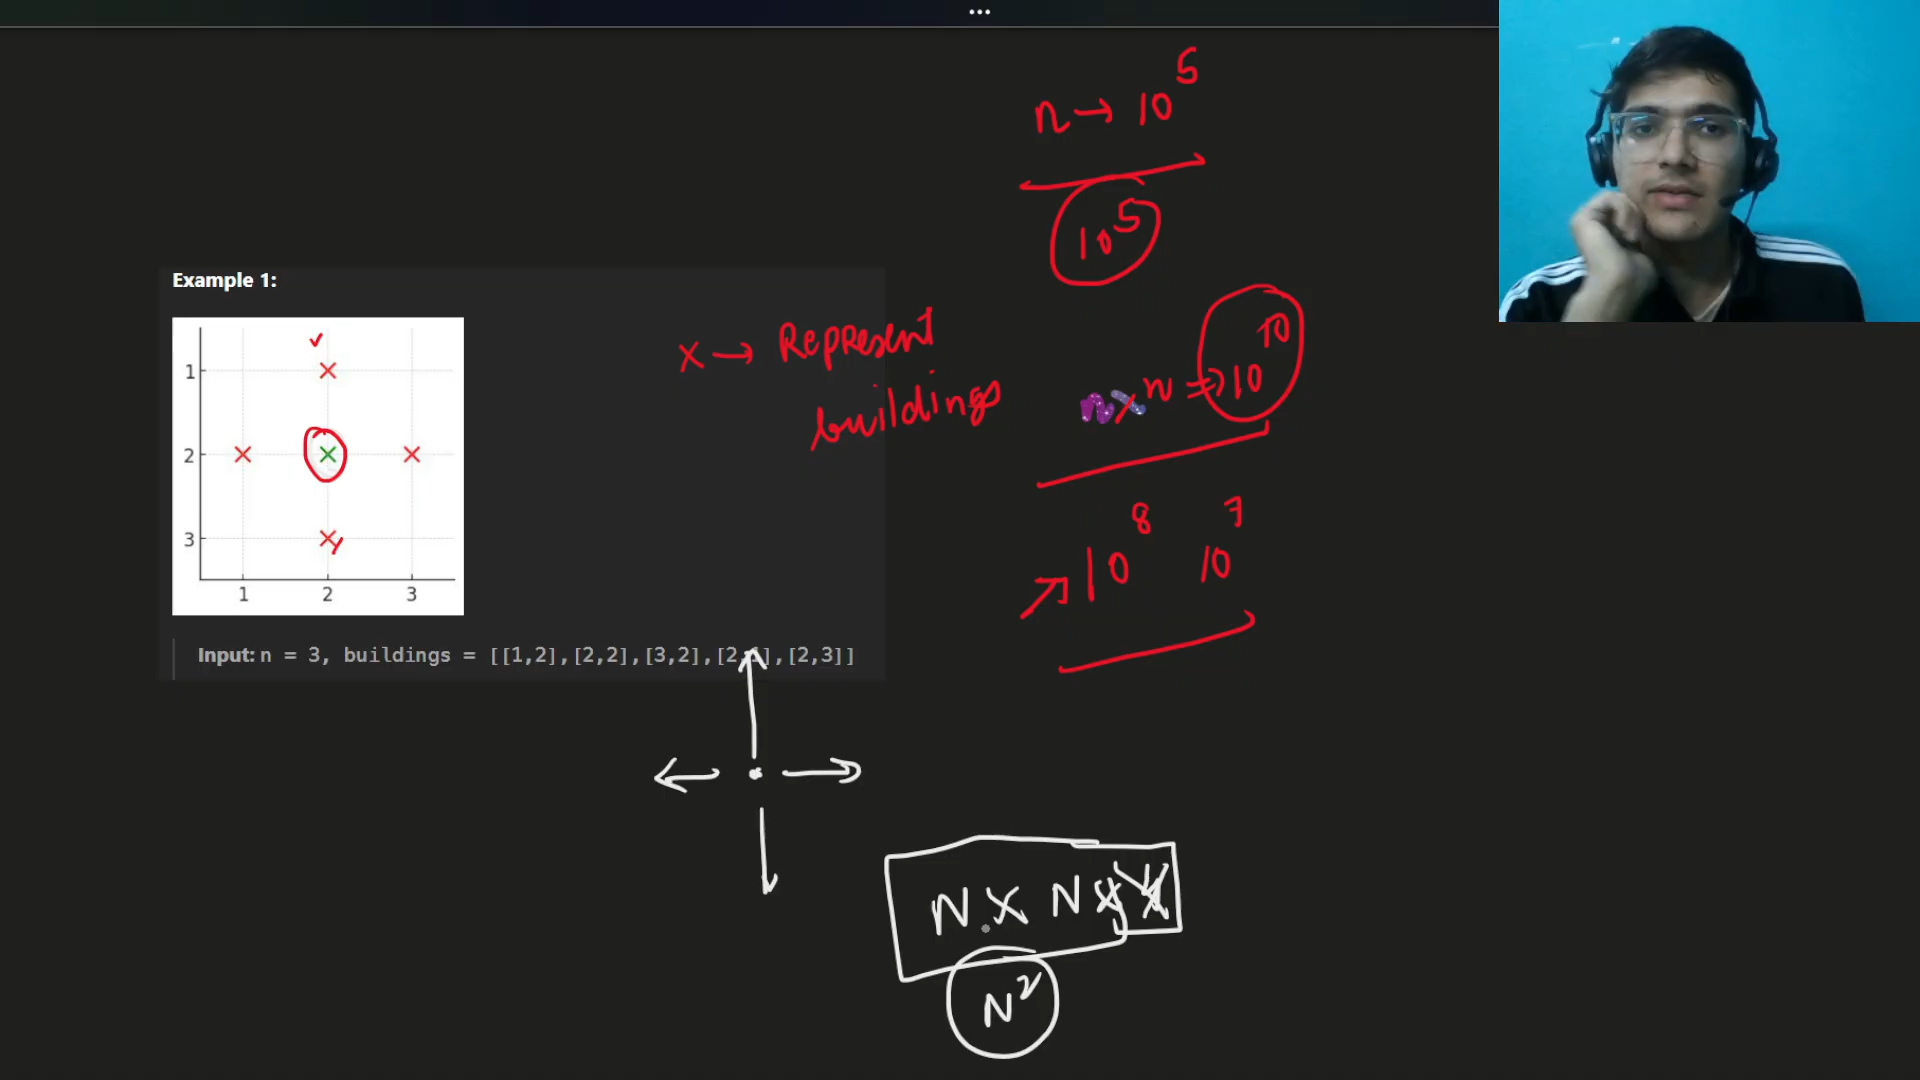 ...
n → 10^5
10^5
Example 1:
x → Represent
buildings
n x n => 10^10
1
2
3
1 2 3
10^8 10^7
Input: n = 3, buildings = [[1,2],[2,2],[3,2],[2,1],[2,3]]
N X N x
N^2